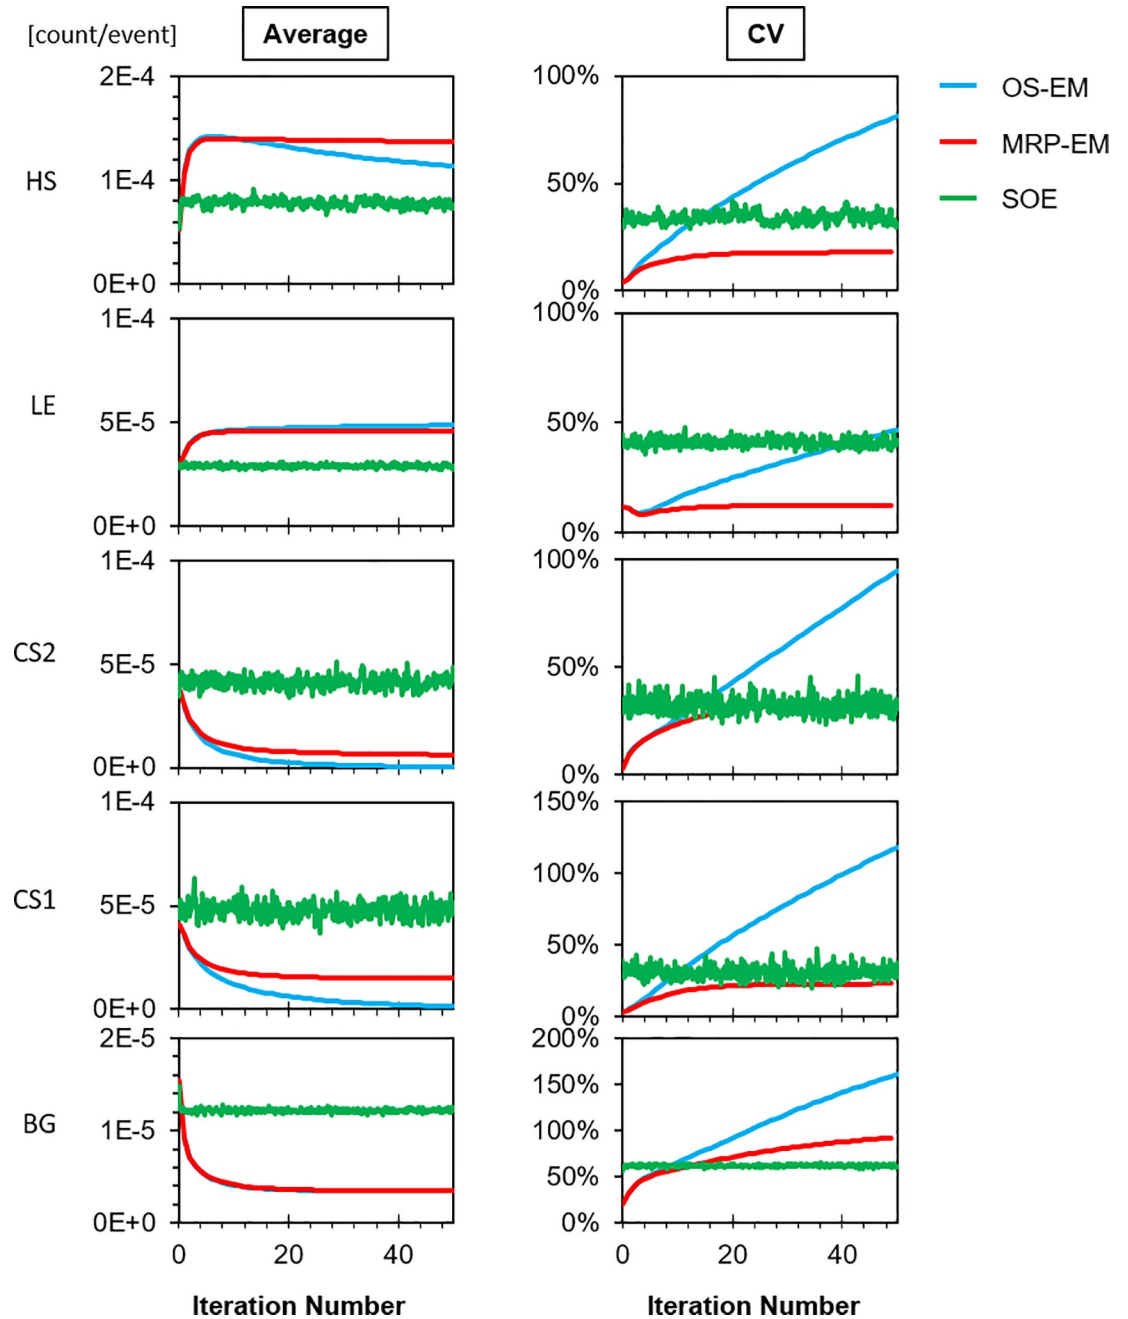 [count/event]
Average
CV
2E-4
1E-4
0E+0
HS
100%
50%
0%
OS-EM
MRP-EM
SOE
1E-4
5E-5
0E+0
LE
100%
50%
0%
1E-4
5E-5
0E+0
CS2
100%
50%
0%
1E-4
5E-5
0E+0
CS1
150%
100%
50%
0%
2E-5
1E-5
0E+0
BG
200%
150%
100%
50%
0%
0 20 40
0 20 40
Iteration Number
Iteration Number